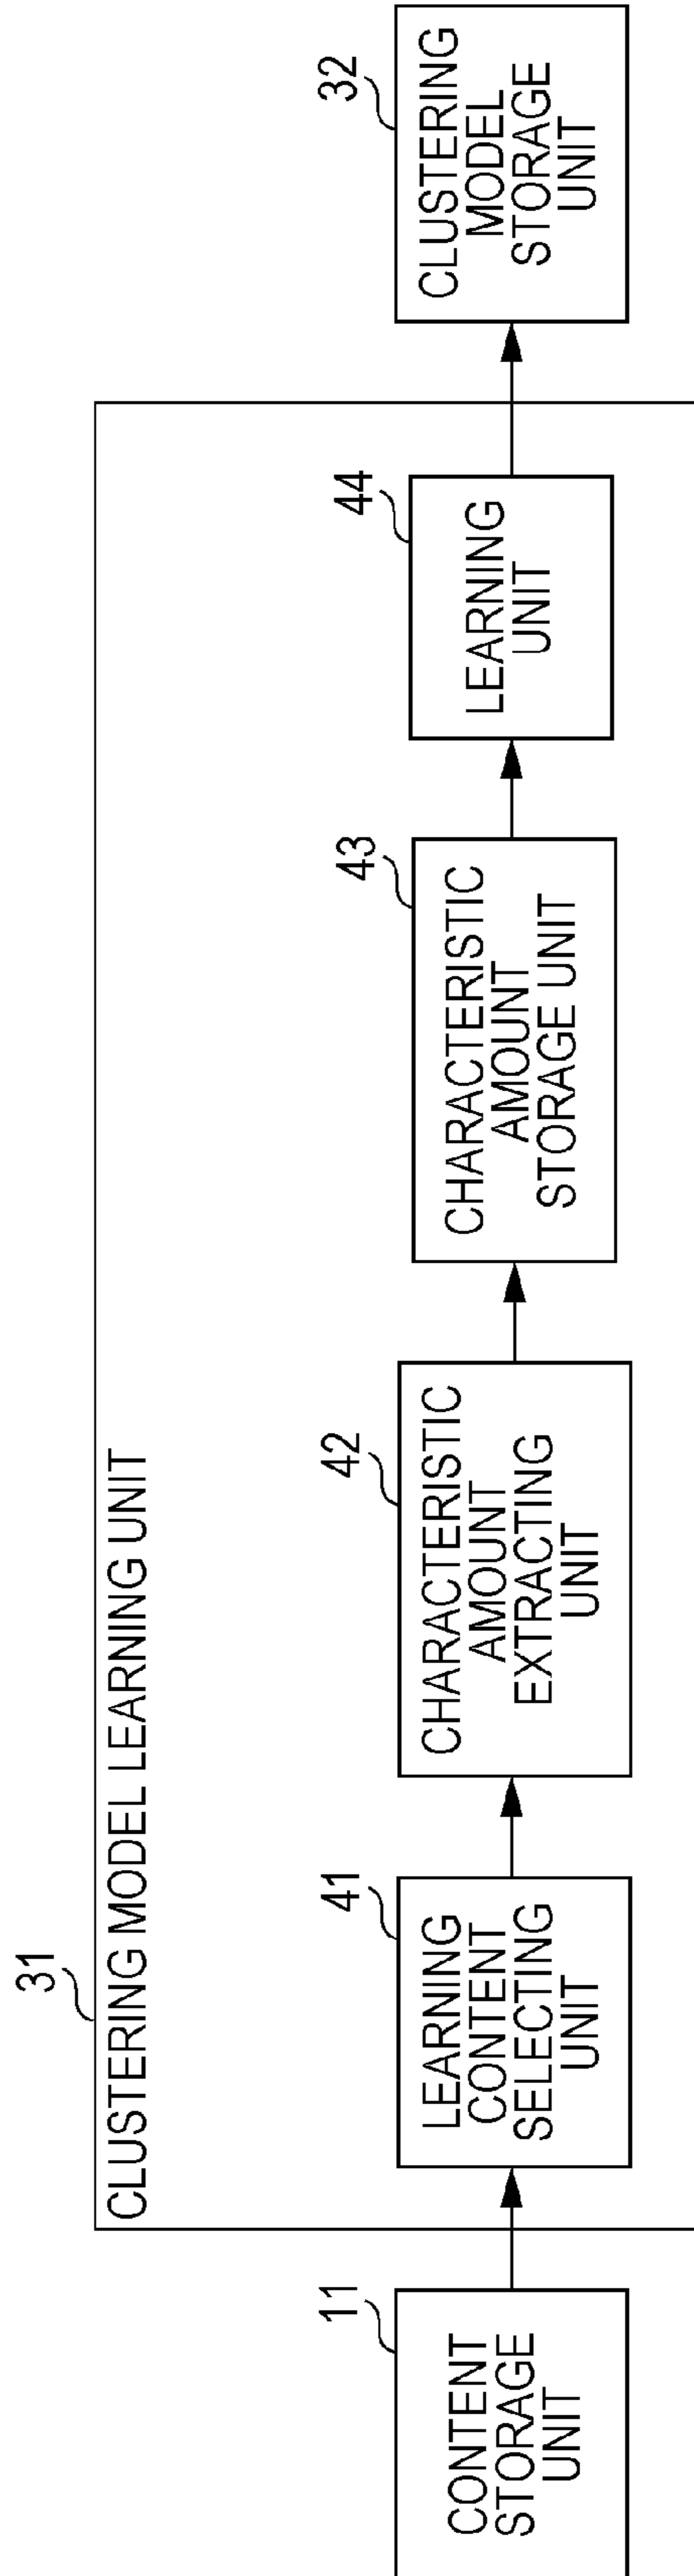 31
CLUSTERING MODEL LEARNING UNIT
11
CONTENT
STORAGE
UNIT
41
LEARNING
CONTENT
SELECTING
UNIT
42
CHARACTERISTIC
AMOUNT
EXTRACTING
UNIT
43
CHARACTERISTIC
AMOUNT
STORAGE UNIT
44
LEARNING
UNIT
32
CLUSTERING
MODEL
STORAGE
UNIT